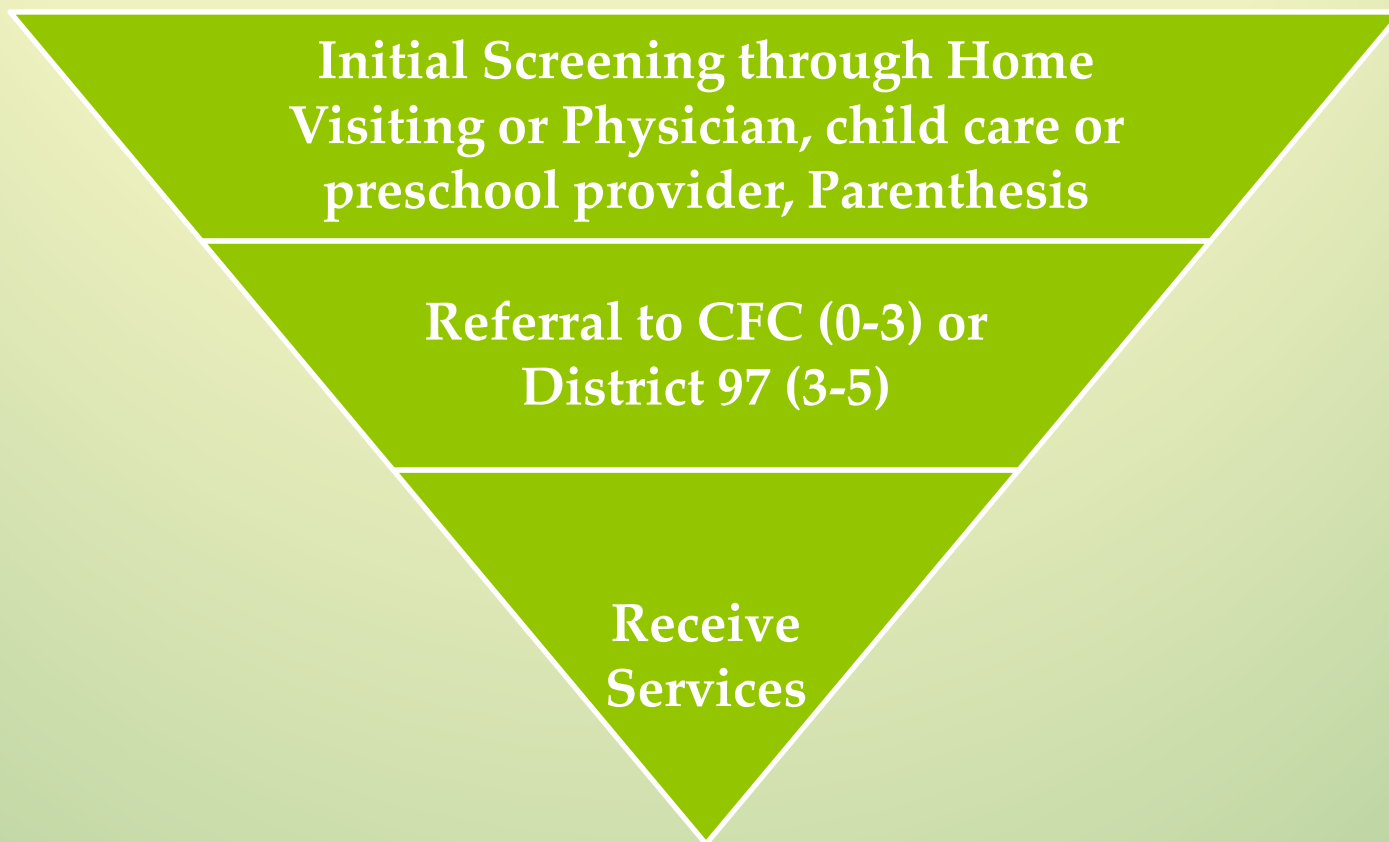 Initial Screening through Home
Visiting or Physician, child care or
preschool provider, Parenthesis
Referral to CFC (0-3) or
District 97 (3-5)
Receive
Services